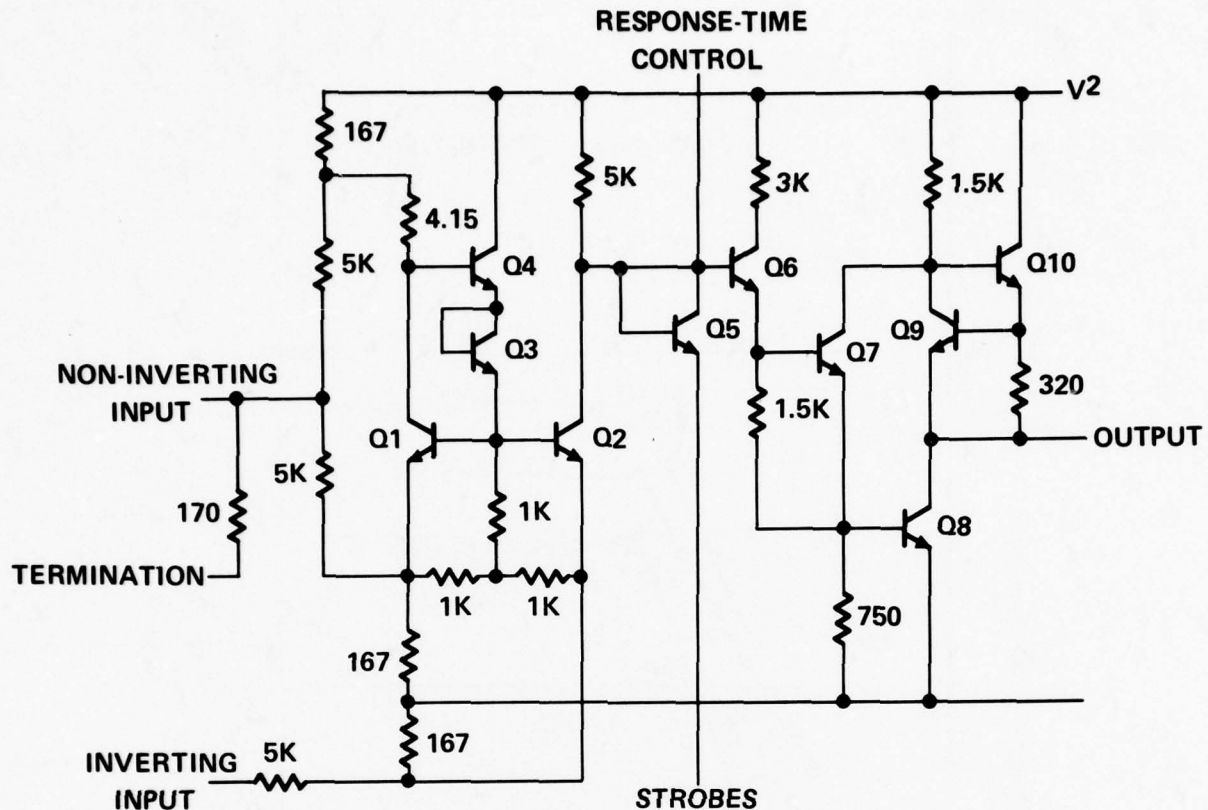 RESPONSE-TIME
CONTROL
V2
167
5K
3K
1.5K
4.15
5K
Q4
Q6
Q10
Q5
Q3
Q7
Q9
NON-INVERTING
INPUT
320
1.5K
Q1
Q2
OUTPUT
5K
170
1K
Q8
TERMINATION
1K
1K
750
167
167
INVERTING
INPUT
5K
STROBES